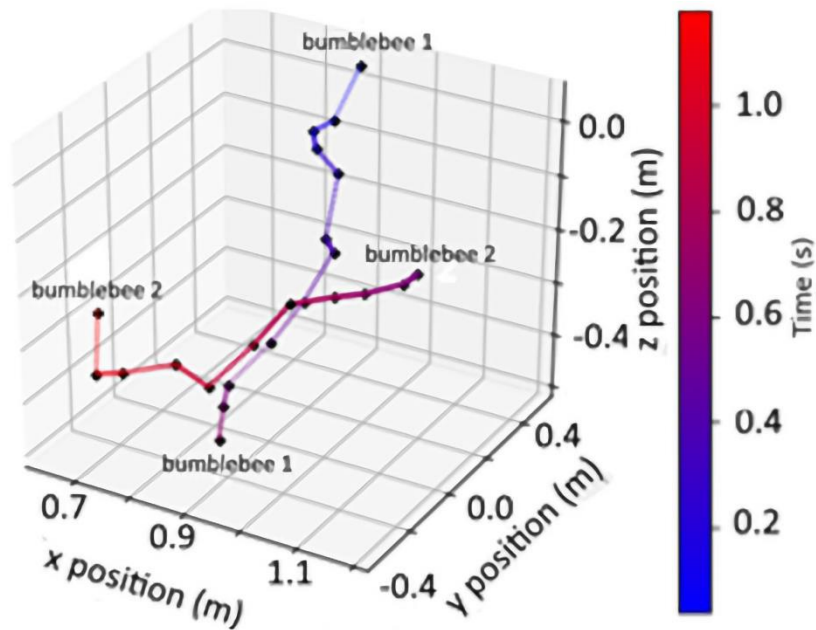 bumblebee 1
0.0
-0.2
-0.4
z position (m)
bumblebee 2
bumblebee 2
bumblebee 1
0.7
0.9
1.1
x position (m)
-0.4
0.0
0.4
y position (m)
1.0
0.8
0.6
0.4
0.2
Time (s)